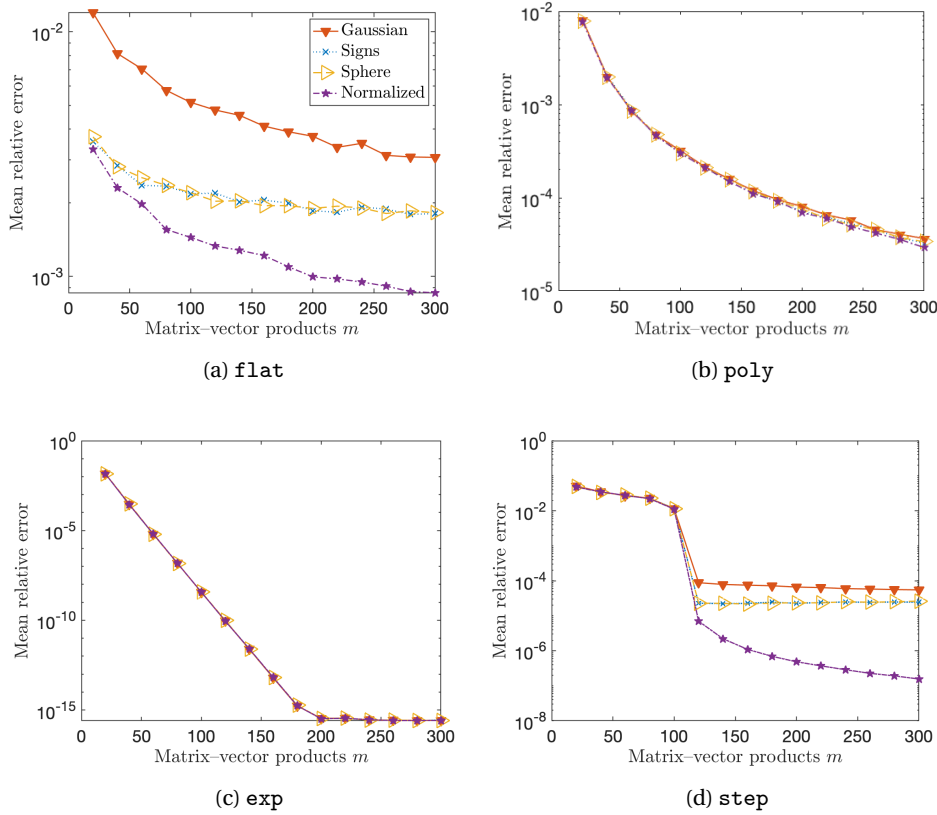 10^-2
10^-3
Mean relative error
0 50 100 150 200 250 300
Matrix–vector products m
Gaussian
Signs
Sphere
Normalized
(a) flat
10^-2
10^-3
10^-4
10^-5
Mean relative error
0 50 100 150 200 250 300
Matrix–vector products m
(b) poly
10^0
10^-5
10^-10
10^-15
Mean relative error
0 50 100 150 200 250 300
Matrix–vector products m
(c) exp
10^0
10^-2
10^-4
10^-6
10^-8
Mean relative error
0 50 100 150 200 250 300
Matrix–vector products m
(d) step